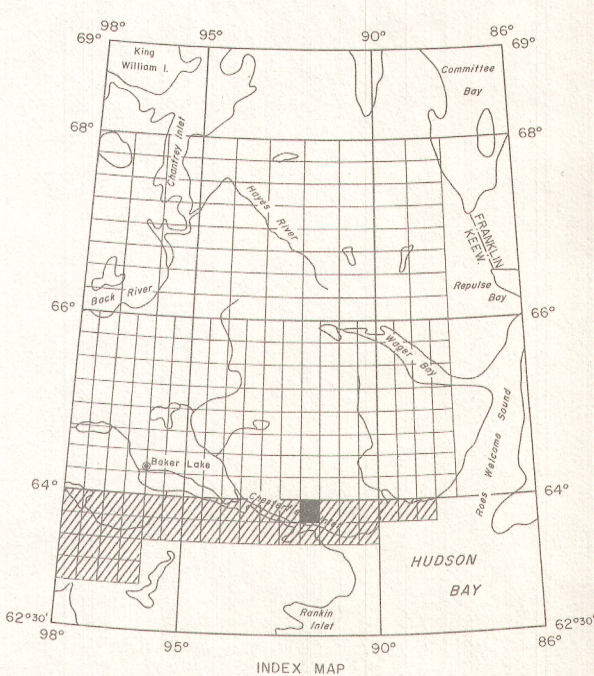 98°
95°
90°
86°
69°
69°
King
William I.
Committee
Bay
68°
68°
Chantrey Inlet
Hayes
River
FRANKLIN
KEEW.
Back River
Repulse
Bay
66°
66°
Wager Bay
Roes Welcome Sound
Baker Lake
64°
64°
Chesterfield Inlet
HUDSON
BAY
Rankin
Inlet
62°30'
62°30'
98°
95°
90°
86°
INDEX MAP